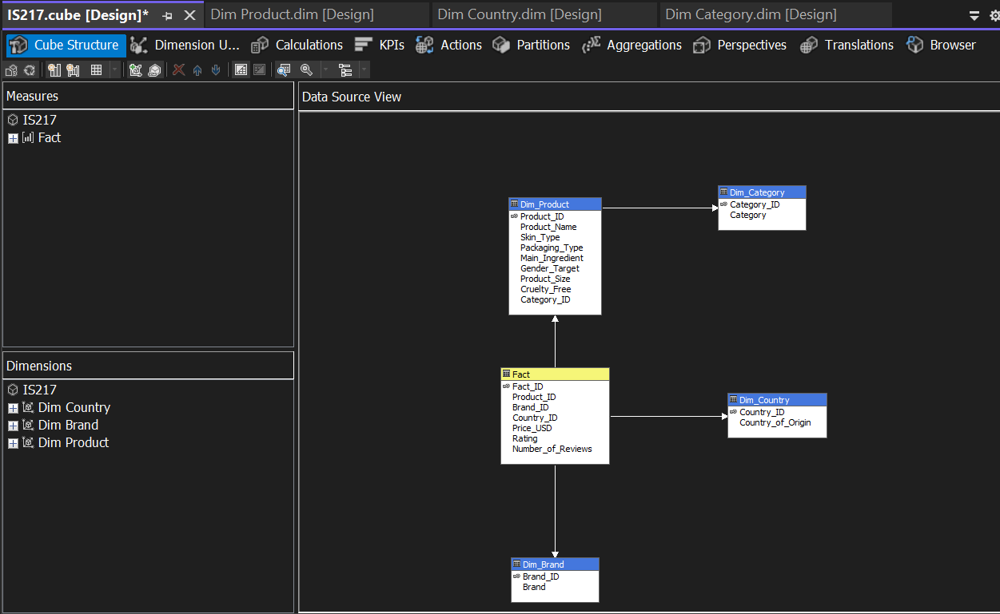 IS217.cube [Design]* Dim Product.dim [Design] Dim Country.dim [Design] Dim Category.dim [Design]
Cube Structure Dimension U... Calculations KPIs Actions Partitions Aggregations Perspectives Translations Browser
Measures
IS217
Fact
Dimensions
IS217
Dim Country
Dim Brand
Dim Product
Data Source View
Dim_Product
Product_ID
Product_Name
Skin_Type
Packaging_Type
Main_Ingredient
Gender_Target
Product_Size
Cruelty_Free
Category_ID
Dim_Category
Category_ID
Category
Fact
Fact_ID
Product_ID
Brand_ID
Country_ID
Price_USD
Rating
Number_of_Reviews
Dim_Country
Country_ID
Country_of_Origin
Dim_Brand
Brand_ID
Brand